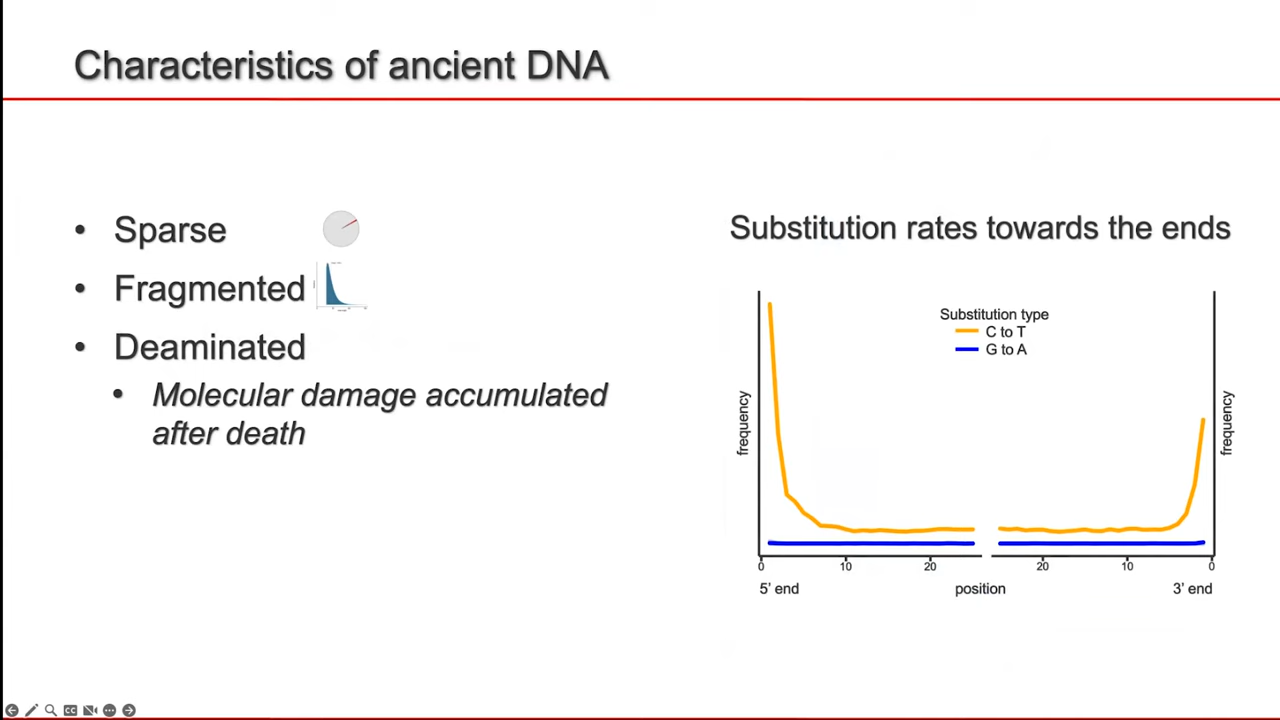 Characteristics of ancient DNA
• Sparse
• Fragmented
• Deaminated
• Molecular damage accumulated
after death
Substitution rates towards the ends
Substitution type
C to T
G to A
frequency
frequency
0 10 20 20 10 0
5’ end position 3’ end
CC